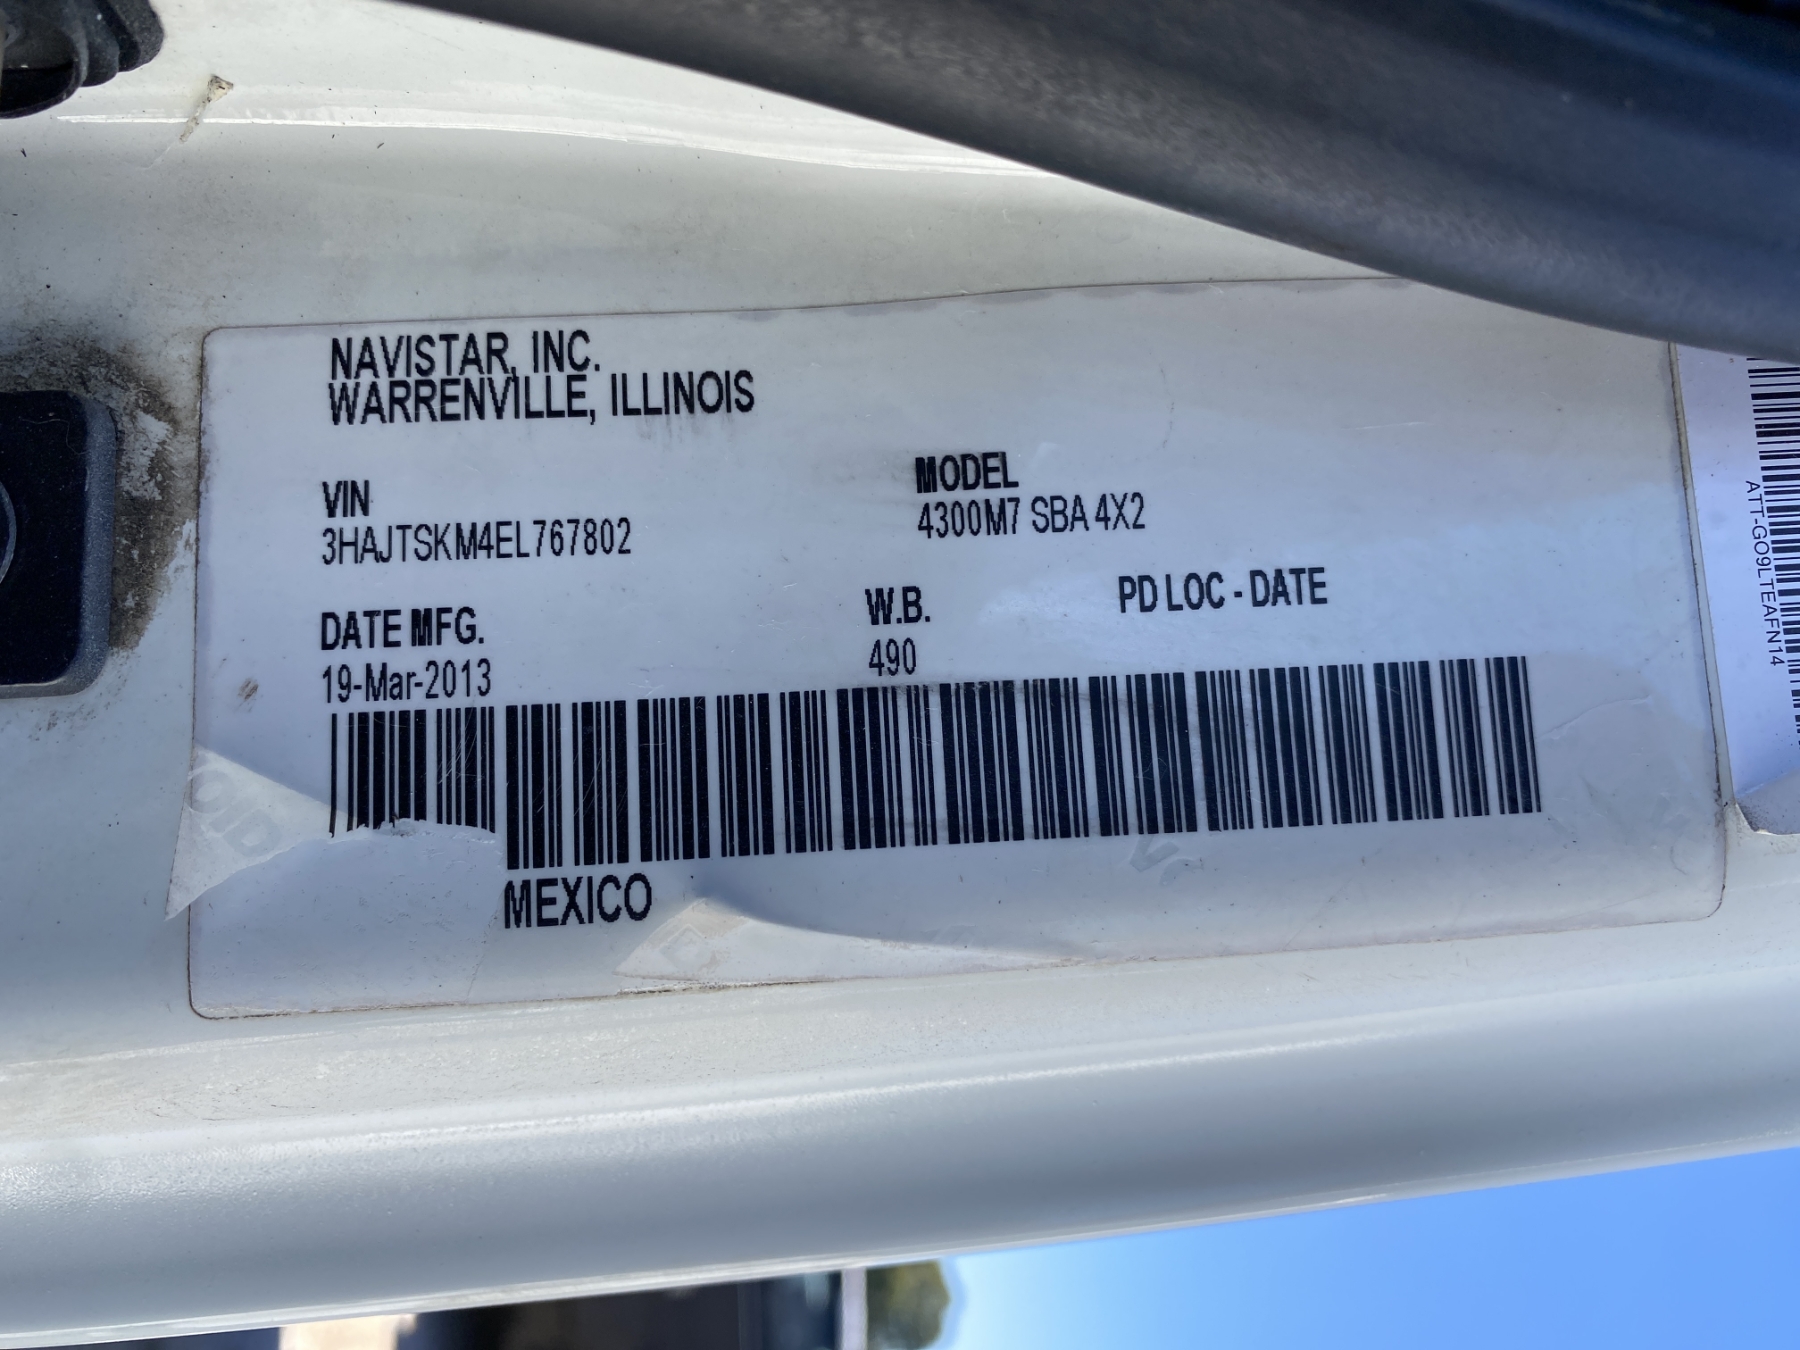 NAVISTAR, INC.
WARRENVILLE, ILLINOIS
VIN
3HAJTSKM4EL767802
MODEL
4300M7 SBA 4X2
DATE MFG.
19-Mar-2013
W.B.
490
PD LOC - DATE
MEXICO
ATT-GO9LTEAFN14